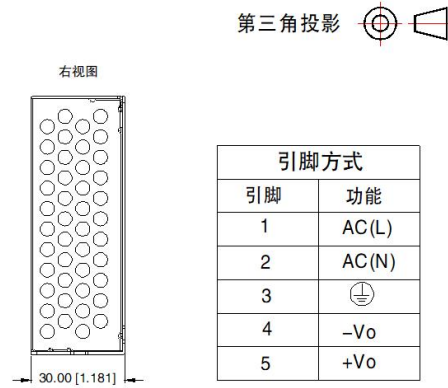 第三角投影
右视图
引脚方式
引脚 功能
1 AC(L)
2 AC(N)
3
4 -Vo
5 +Vo
30.00 [1.181]